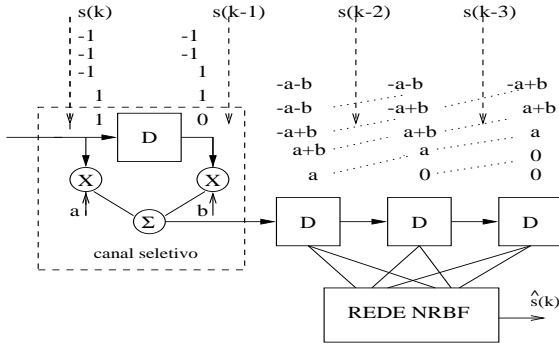 s(k) s(k-1) s(k-2) s(k-3)
-1 -1
-1 -1
-1 1
1 1
1 0
-a-b -a-b -a+b
-a-b -a+b a+b
-a+b a+b a
a+b a 0
a 0 0
D
X X
a Σ b
canal seletivo
D D D
REDE NRBF
^s(k)